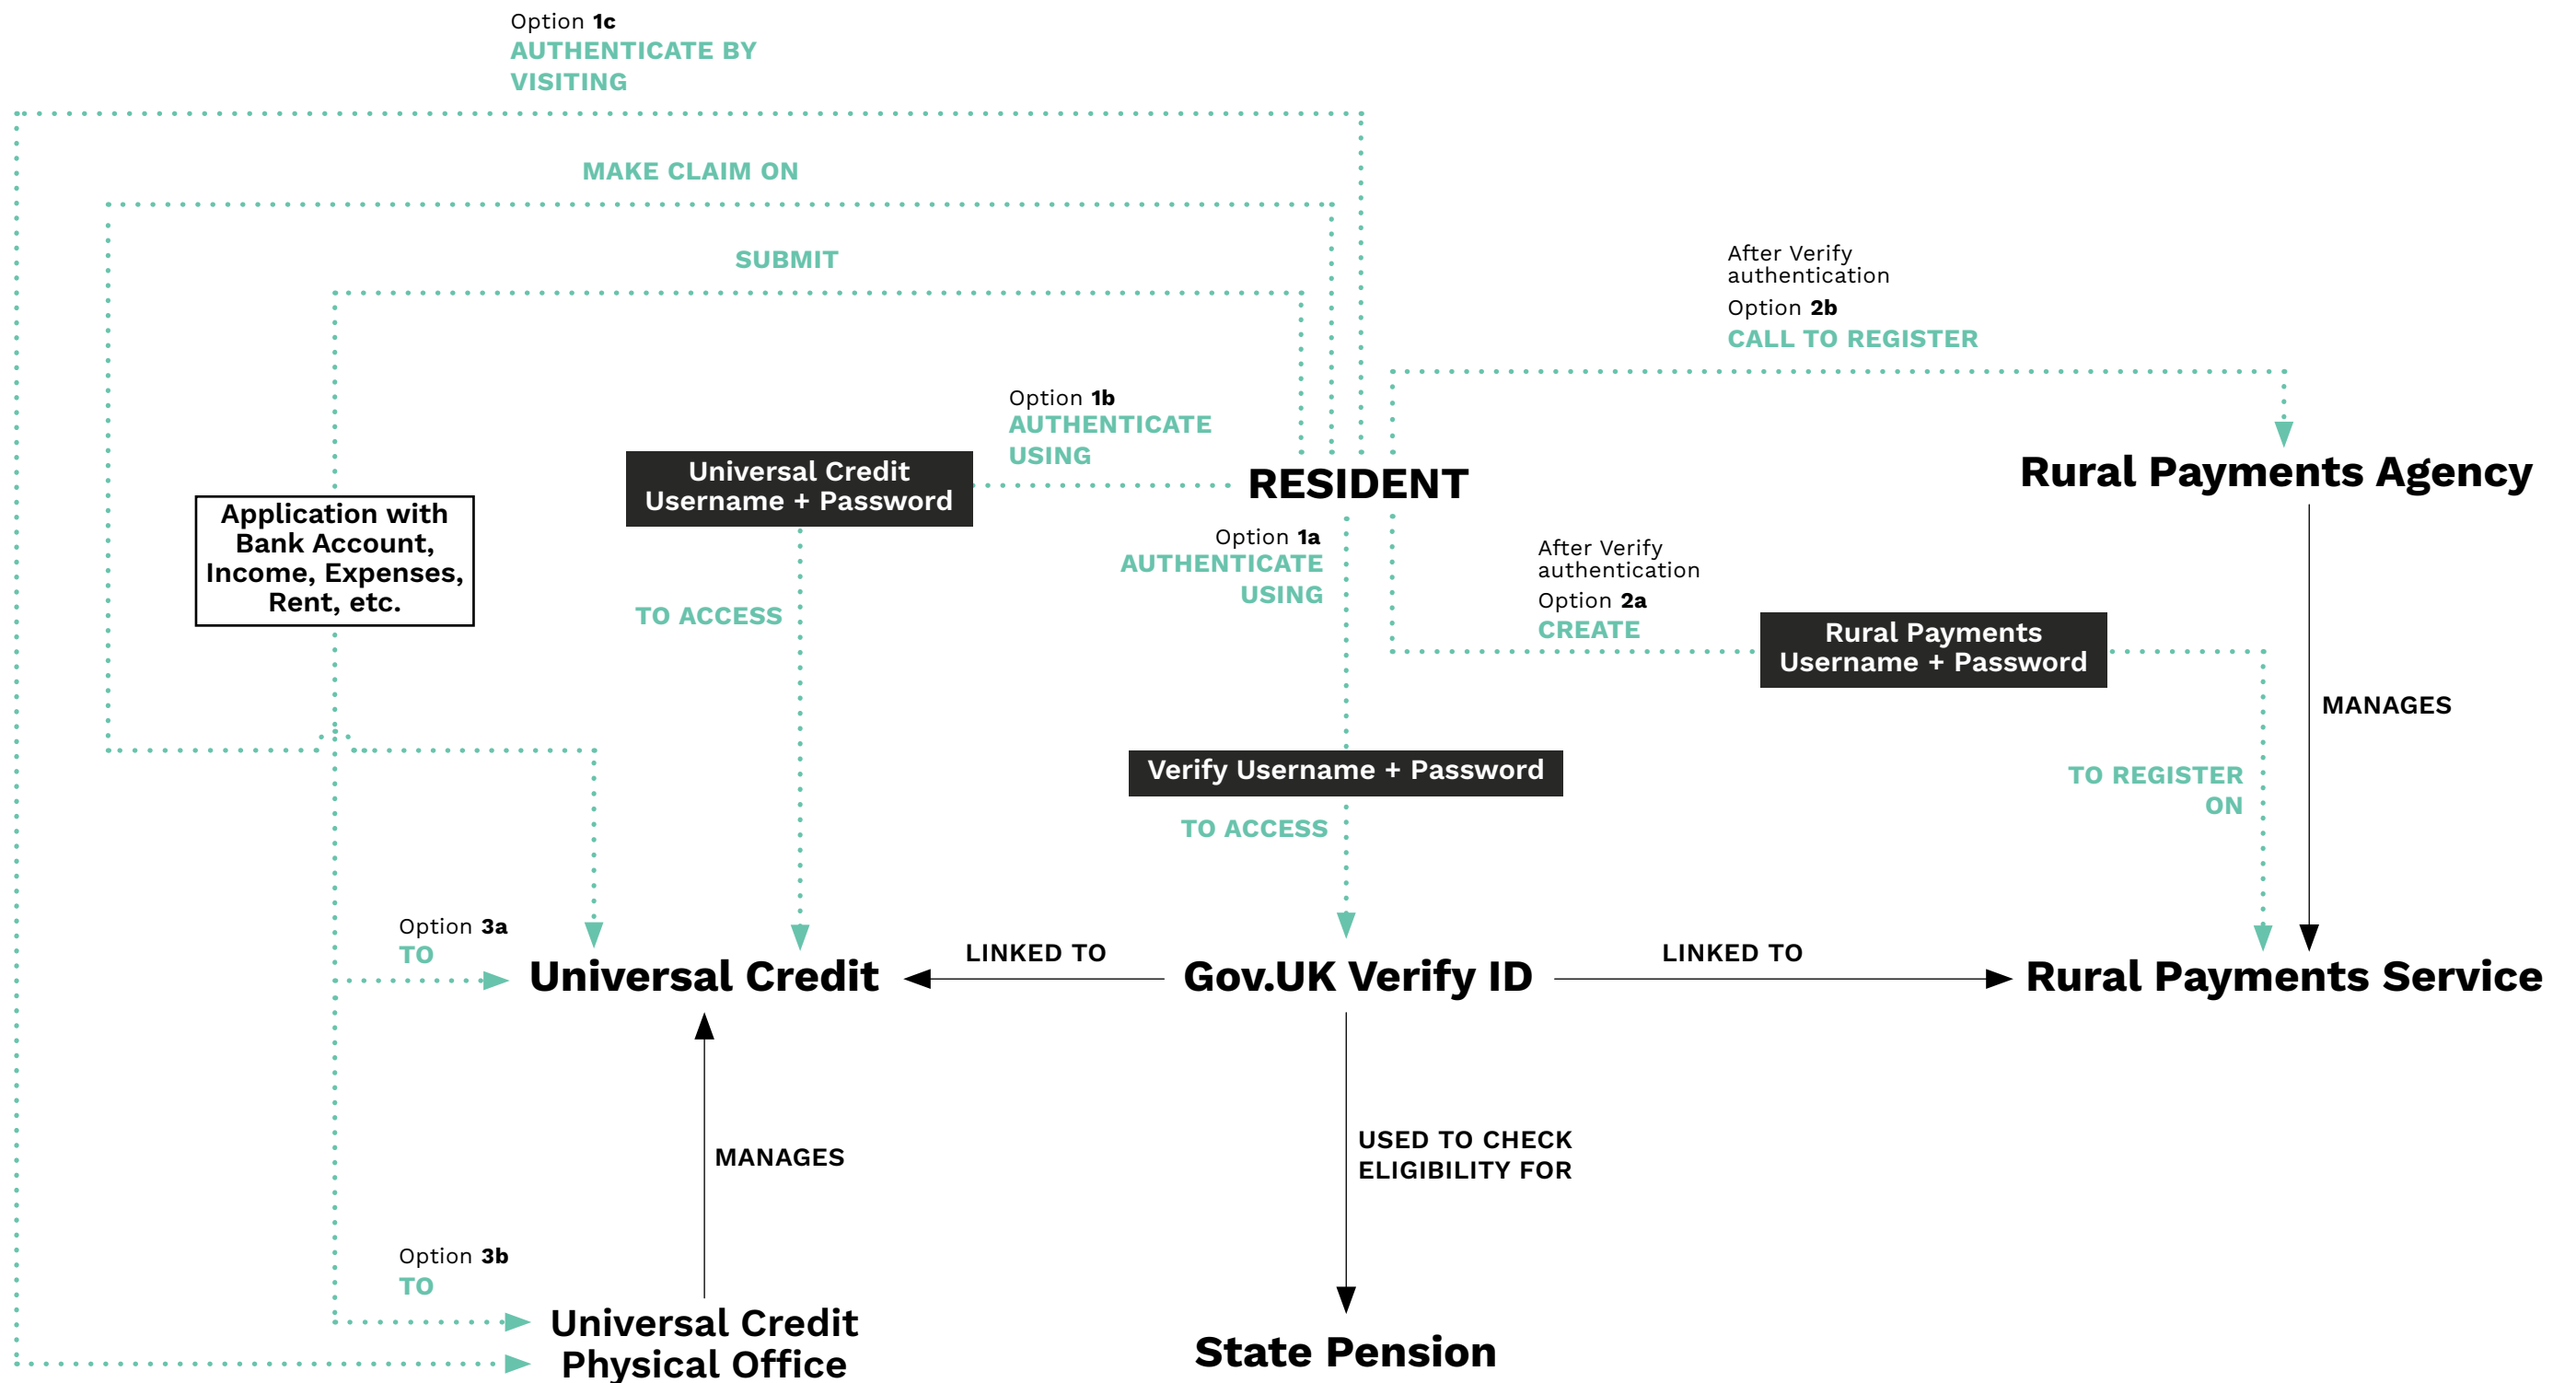 Option 1c
AUTHENTICATE BY
VISITING
MAKE CLAIM ON
SUBMIT
After Verify
authentication
Option 2b
CALL TO REGISTER
Option 1b
AUTHENTICATE
USING
Universal Credit
Username + Password
RESIDENT
Rural Payments Agency
Application with
Bank Account,
Income, Expenses,
Rent, etc.
Option 1a
AUTHENTICATE
USING
After Verify
authentication
Option 2a
CREATE
Rural Payments
Username + Password
TO ACCESS
MANAGES
Verify Username + Password
TO REGISTER
ON
TO ACCESS
Option 3a
TO
Universal Credit
LINKED TO
Gov.UK Verify ID
LINKED TO
Rural Payments Service
MANAGES
USED TO CHECK
ELIGIBILITY FOR
Option 3b
TO
Universal Credit
Physical Office
State Pension